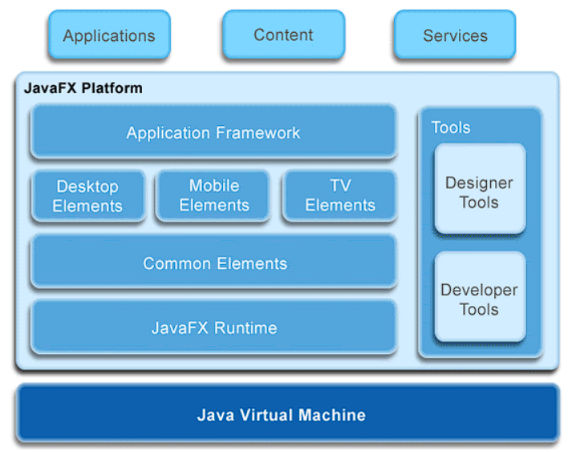 Applications
Content
Services
JavaFX Platform
Application Framework
Tools
Desktop
Elements
Mobile
Elements
TV
Elements
Designer
Tools
Common Elements
Developer
Tools
JavaFX Runtime
Java Virtual Machine